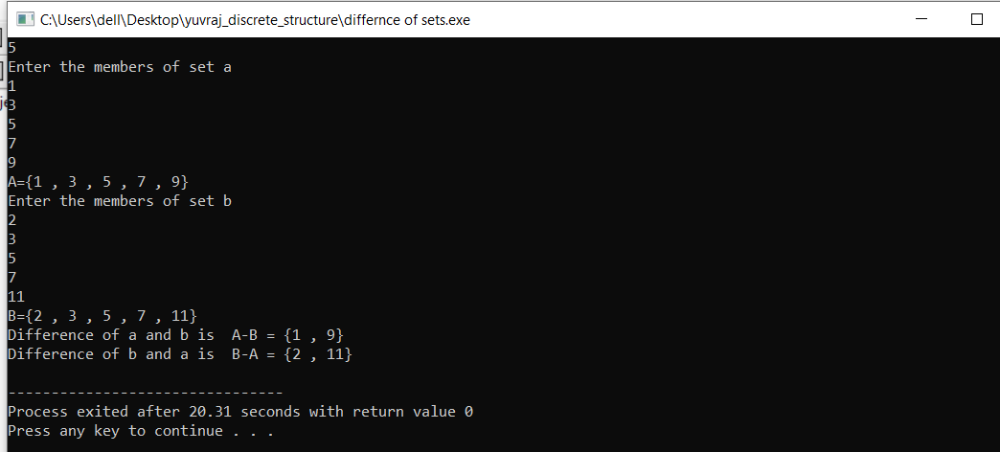 C:\Users\dell\Desktop\yuvraj_discrete_structure\differnce of sets.exe
5
Enter the members of set a
1
3
5
7
9
A={1 , 3 , 5 , 7 , 9}
Enter the members of set b
2
3
5
7
11
B={2 , 3 , 5 , 7 , 11}
Difference of a and b is  A-B = {1 , 9}
Difference of b and a is  B-A = {2 , 11}
--------------------------------
Process exited after 20.31 seconds with return value 0
Press any key to continue . . .